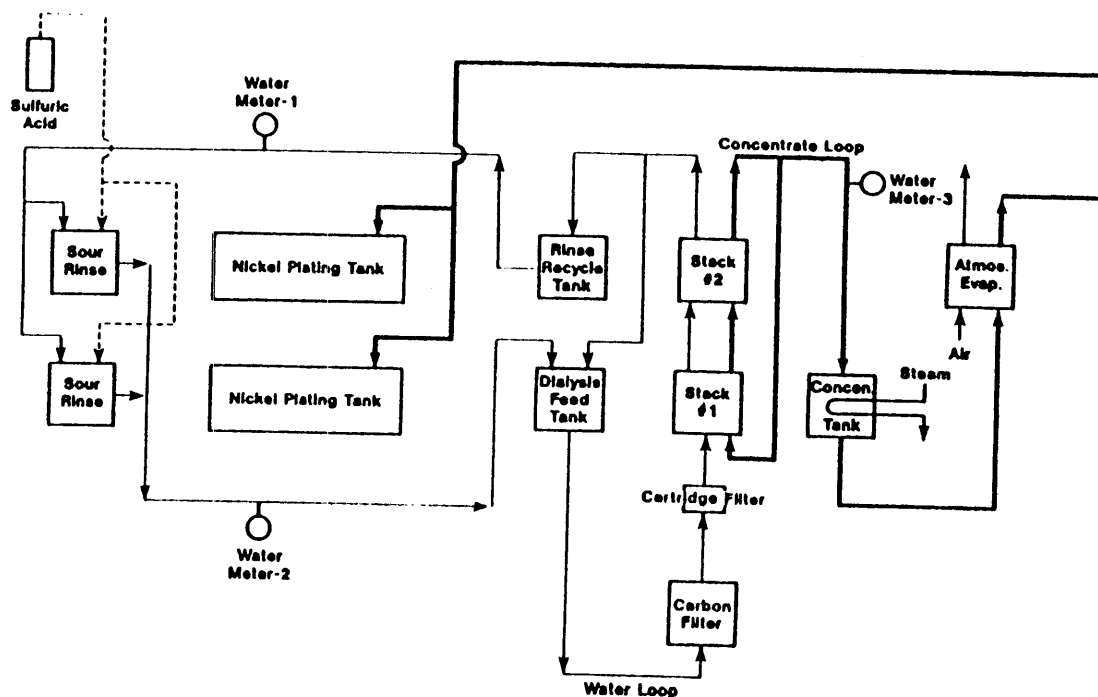 Sulfuric
Acid
Water
Meter-1
Concentrate Loop
Water
Meter-3
Sour
Rinse
Nickel Plating Tank
Rinse
Recycle
Tank
Stack
#2
Atmos.
Evap.
Air
Steam
Sour
Rinse
Nickel Plating Tank
Dialysis
Feed
Tank
Stack
#1
Concen.
Tank
Cartridge Filter
Water
Meter-2
Carbon
Filter
Water Loop